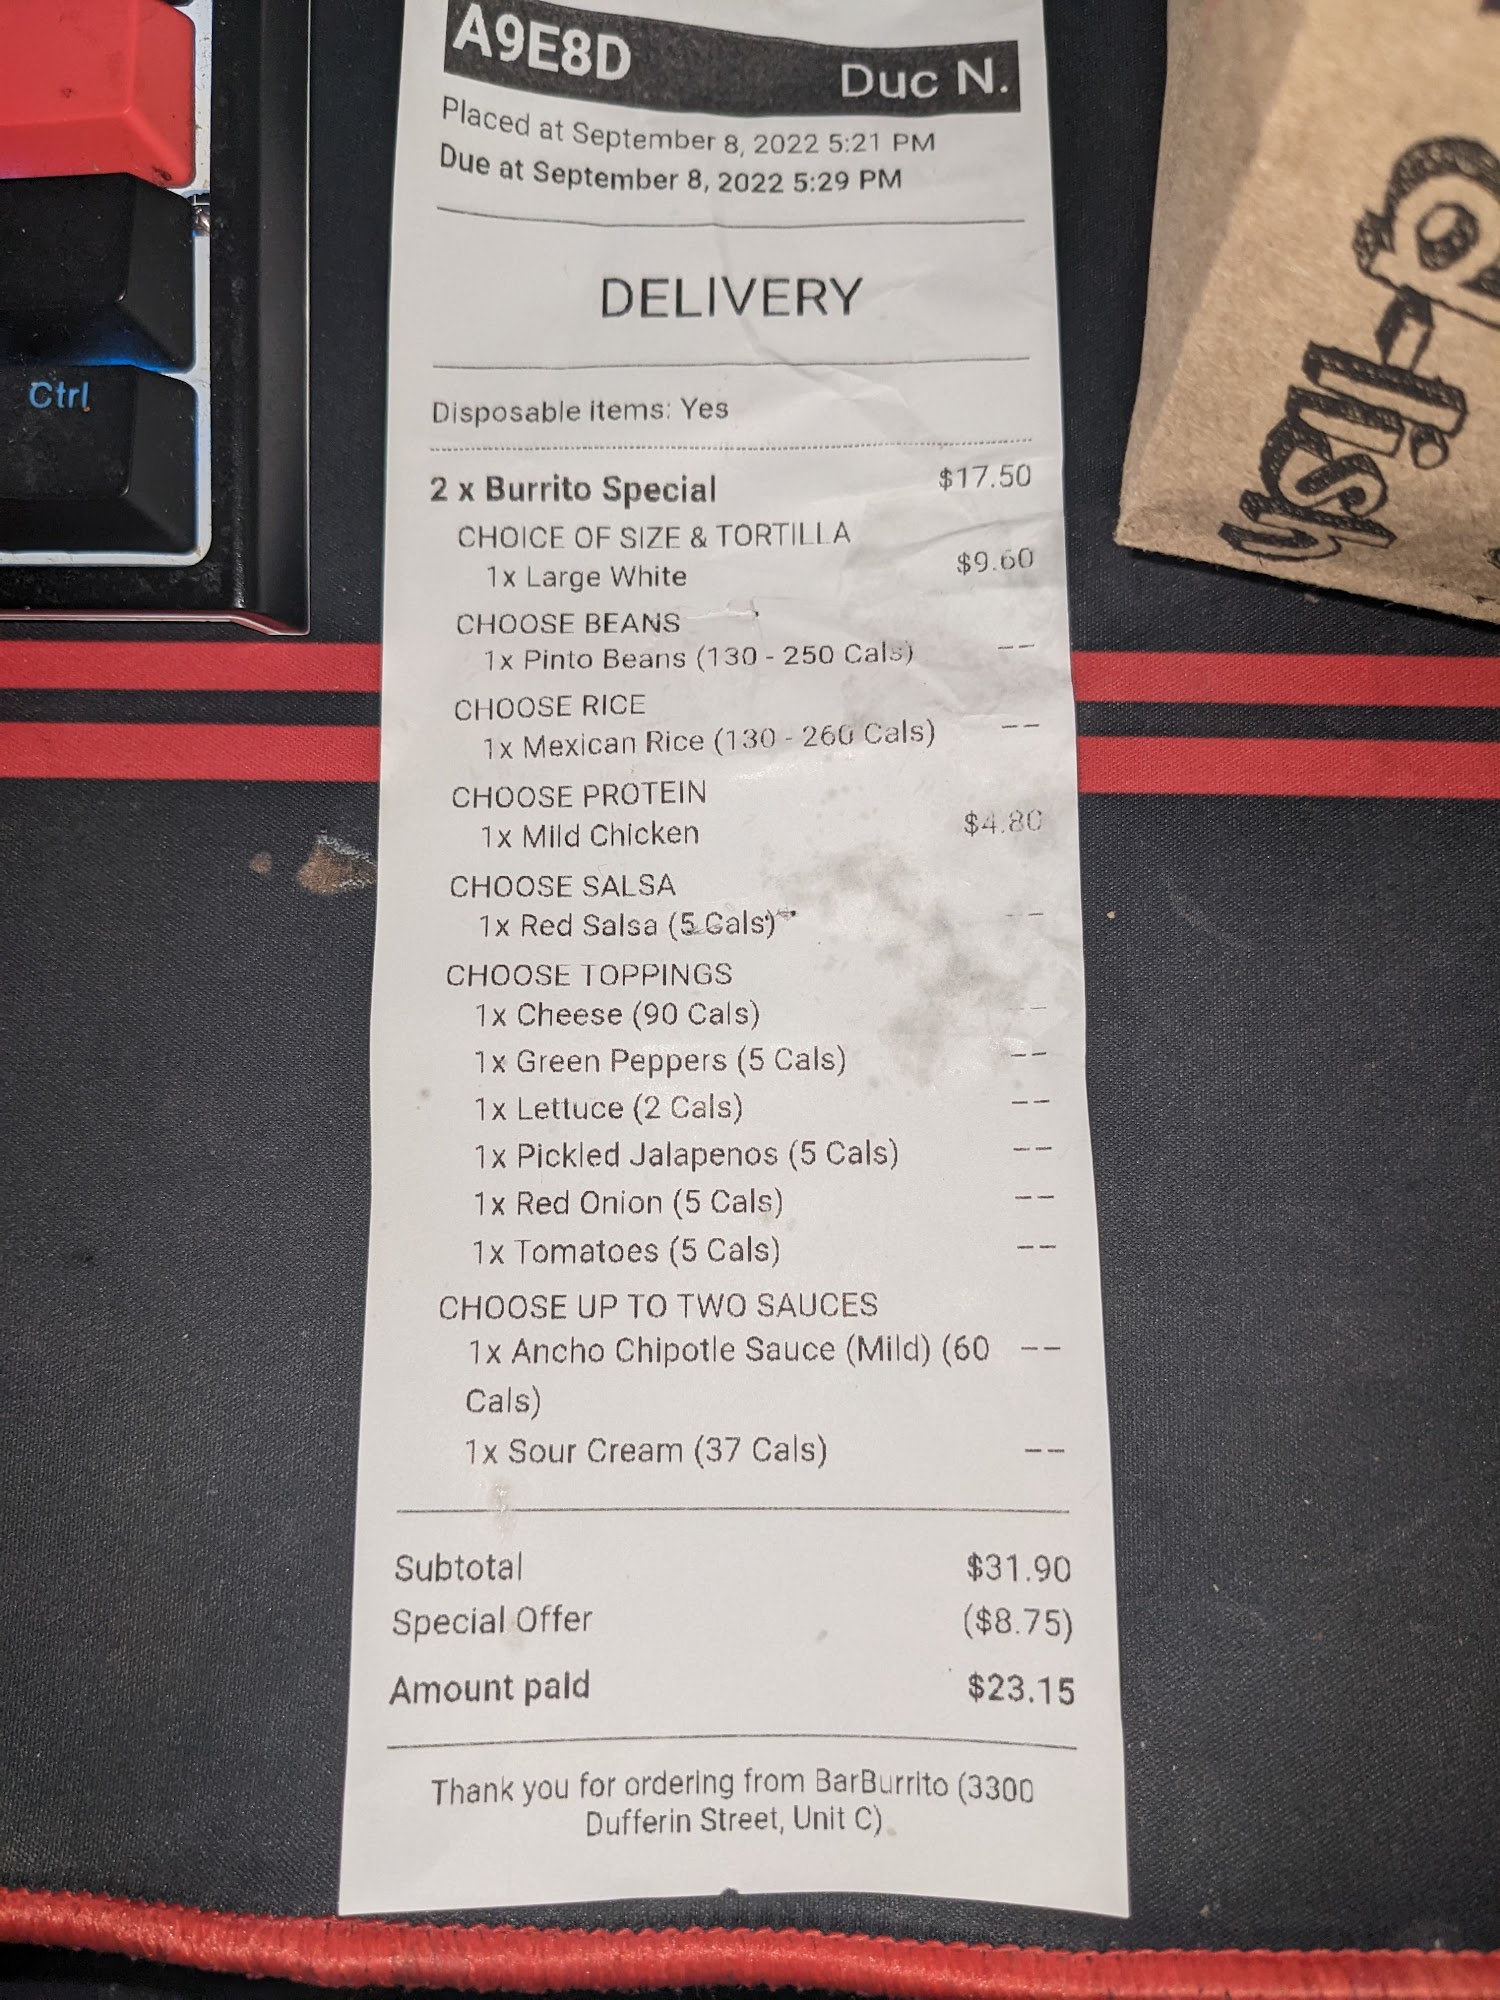 A9E8D
Duc N.
Placed at September 8, 2022 5:21 PM
Due at September 8, 2022 5:29 PM
DELIVERY
Disposable items: Yes
2 x Burrito Special $17.50
CHOICE OF SIZE & TORTILLA
1x Large White $9.60
CHOOSE BEANS
1x Pinto Beans (130 - 250 Cals) --
CHOOSE RICE
1x Mexican Rice (130 - 260 Cals) --
CHOOSE PROTEIN
1x Mild Chicken $4.80
CHOOSE SALSA
1x Red Salsa (5 Cals) --
CHOOSE TOPPINGS
1x Cheese (90 Cals) --
1x Green Peppers (5 Cals) --
1x Lettuce (2 Cals) --
1x Pickled Jalapenos (5 Cals) --
1x Red Onion (5 Cals) --
1x Tomatoes (5 Cals) --
CHOOSE UP TO TWO SAUCES
1x Ancho Chipotle Sauce (Mild) (60 --
Cals)
1x Sour Cream (37 Cals) --
Subtotal $31.90
Special Offer ($8.75)
Amount paid $23.15
Thank you for ordering from BarBurrito (3300
Dufferin Street, Unit C)
Ctrl